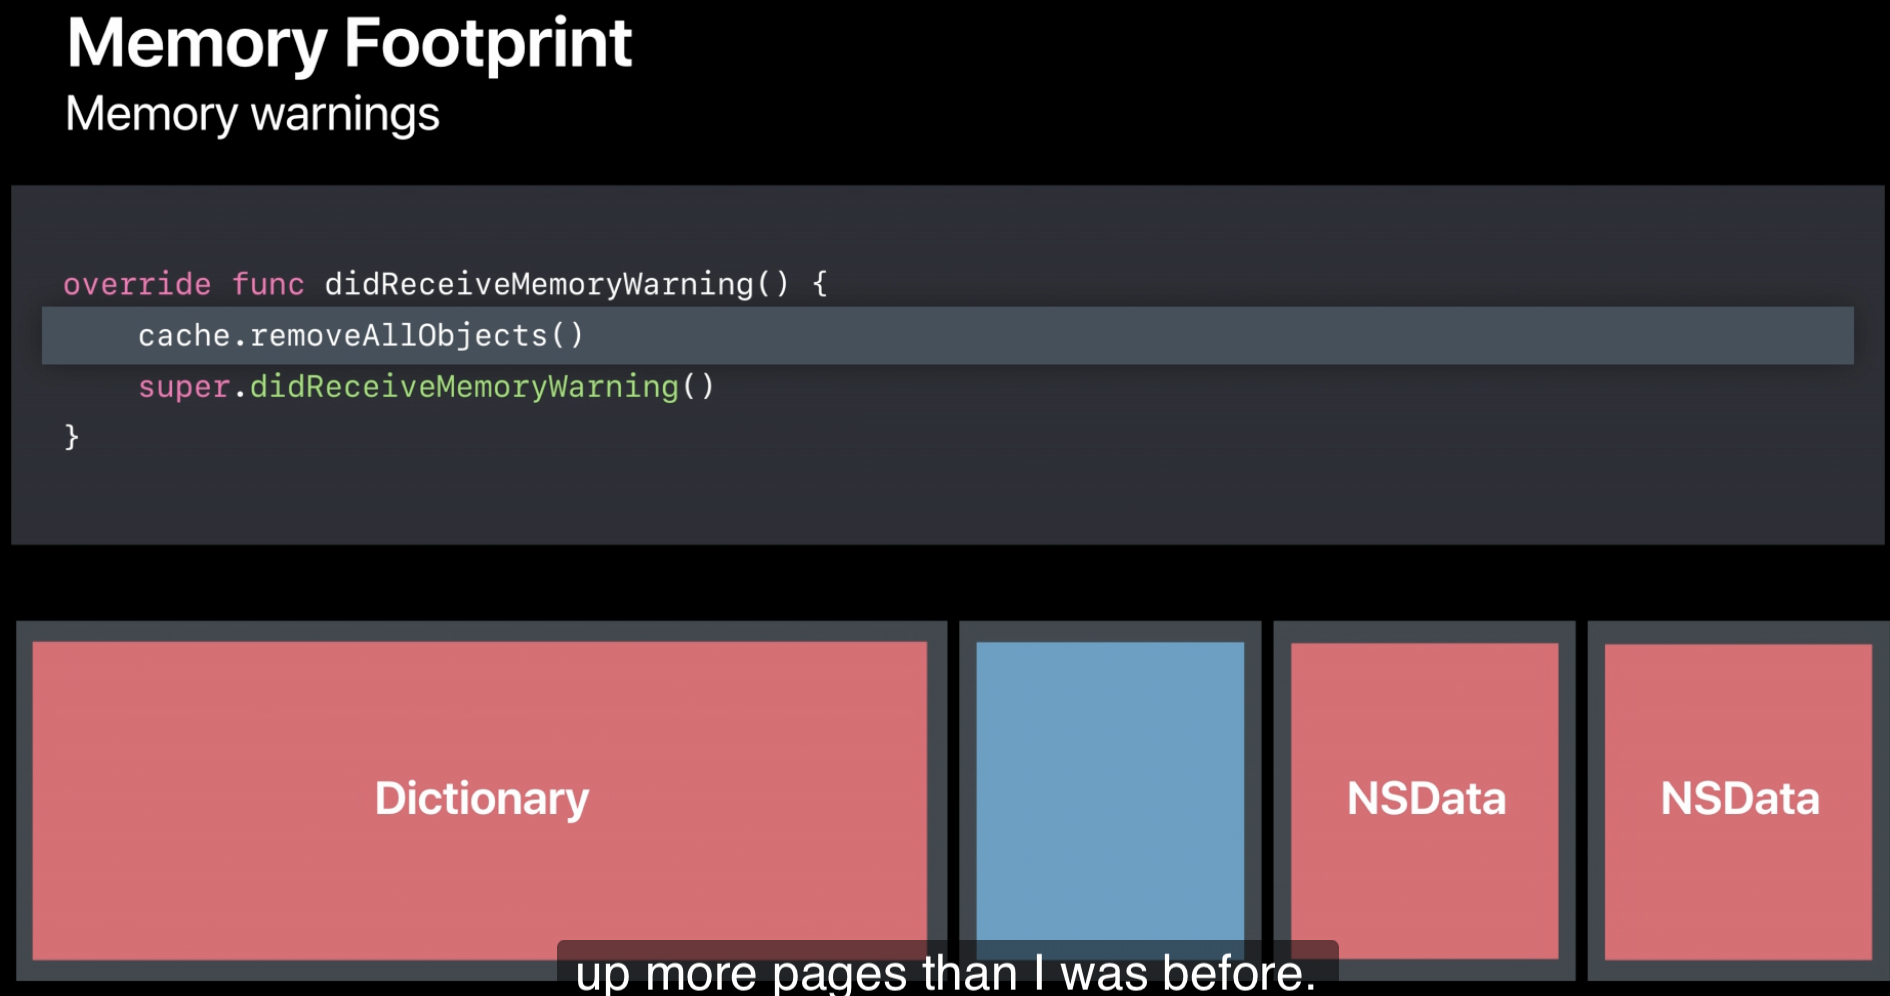 Memory Footprint
Memory warnings
override func didReceiveMemoryWarning() {
    cache.removeAllObjects()
    super.didReceiveMemoryWarning()
}
Dictionary
NSData
NSData
up more pages than I was before.